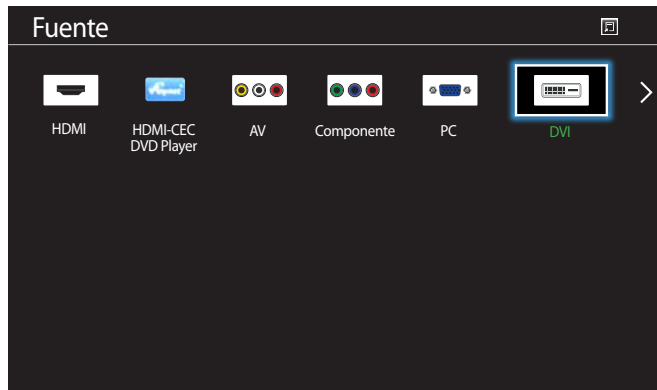 Fuente
HDMI
HDMI-CEC
DVD Player
AV
Componente
PC
DVI